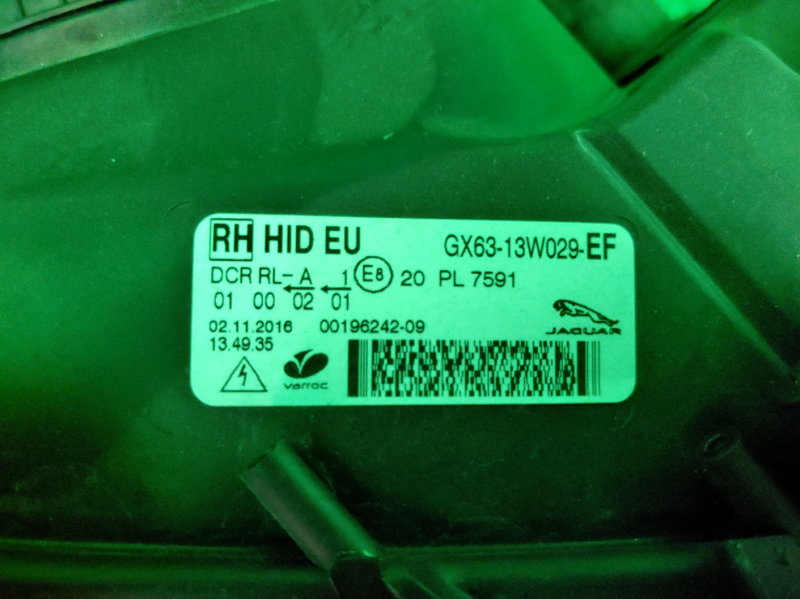 RH HID EU GX63-13W029-EF
DCR RL- A 1 E8 20 PL 7591
01 00 02 01
JAGUAR
02.11.2016 00196242-09
13.49.35
varroc